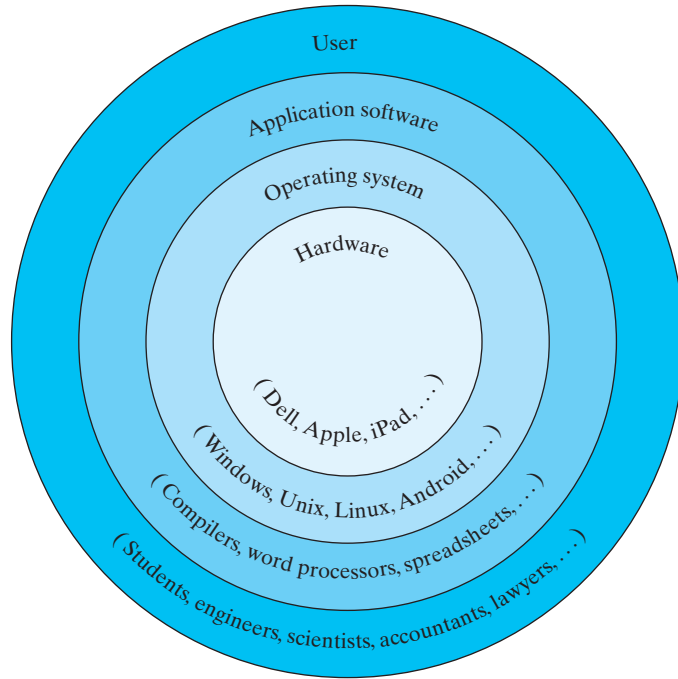 User
Application software
Operating system
Hardware
( Dell, Apple, iPad, . . . )
( Windows, Unix, Linux, Android, . . . )
( Compilers, word processors, spreadsheets, . . . )
( Students, engineers, scientists, accountants, lawyers, . . . )